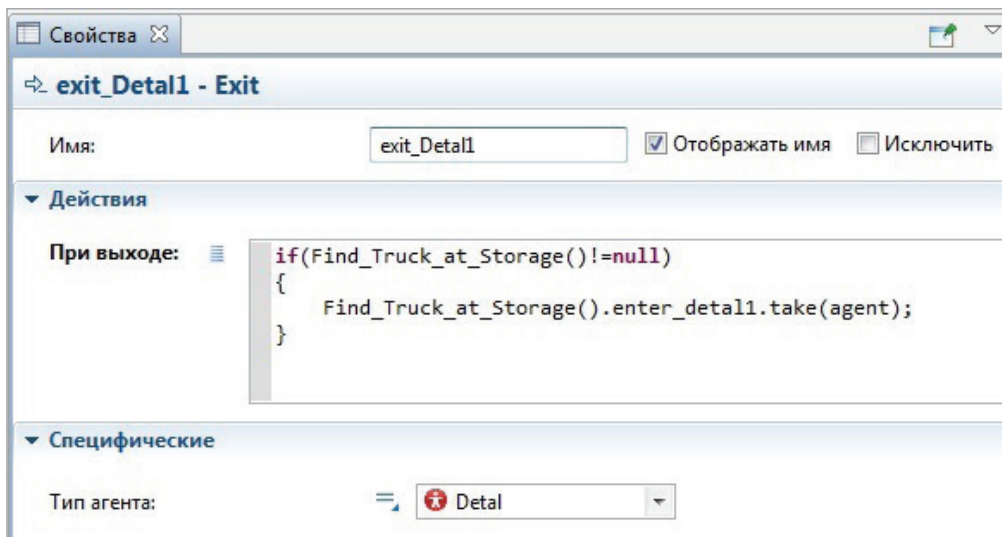 Свойства
exit_Detal1 - Exit
Имя: exit_Detal1 Отображать имя Исключить
Действия
При выходе: if(Find_Truck_at_Storage()!=null)
{
Find_Truck_at_Storage().enter_detal1.take(agent);
}
Специфические
Тип агента: Detal